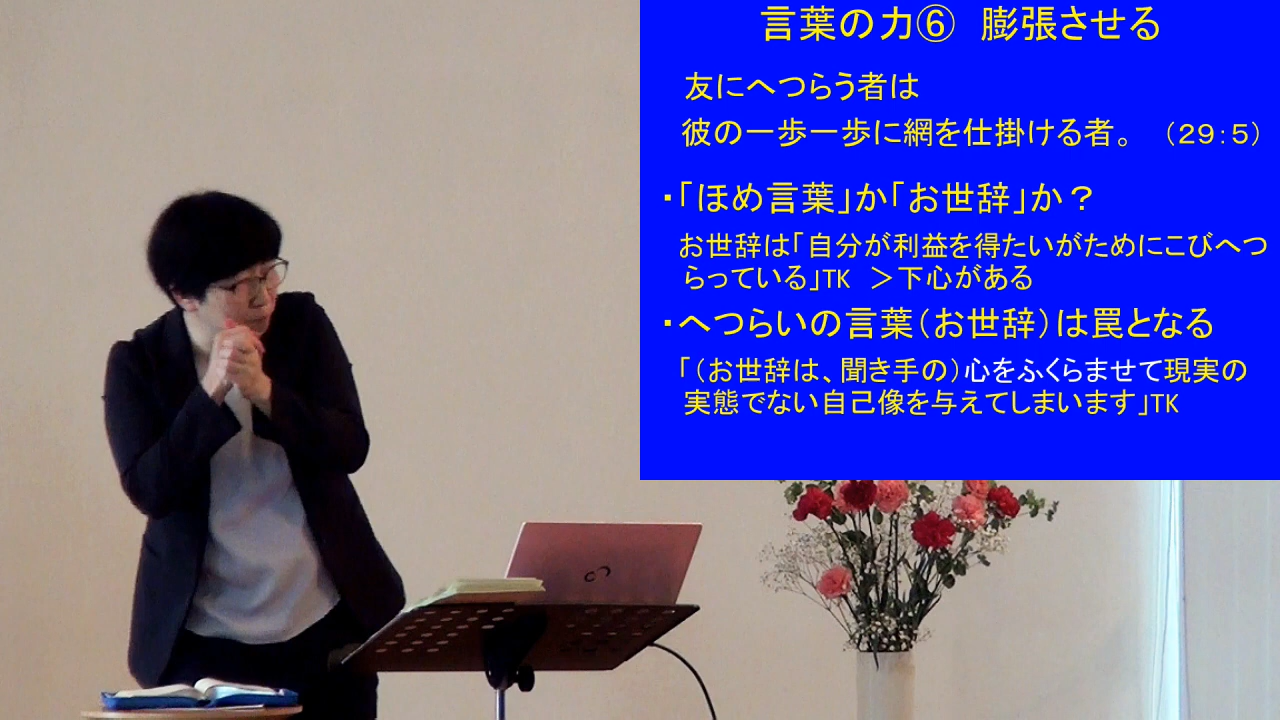 言葉の力⑥　膨張させる
友にへつらう者は
彼の一歩一歩に網を仕掛ける者。　（２９：５）
・「ほめ言葉」か「お世辞」か？
お世辞は「自分が利益を得たいがためにこびへつ
らっている」TK　＞下心がある
・へつらいの言葉（お世辞）は罠となる
「（お世辞は、聞き手の）心をふくらませて現実の
実態でない自己像を与えてしまいます」TK